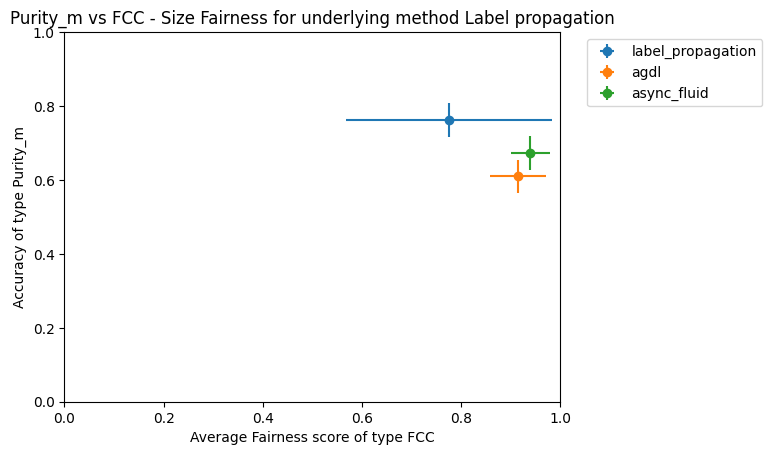 Purity_m vs FCC - Size Fairness for underlying method Label propagation
label_propagation
agdl
async_fluid
Accuracy of type Purity_m
1.0
0.8
0.6
0.4
0.2
0.0
0.0 0.2 0.4 0.6 0.8 1.0
Average Fairness score of type FCC